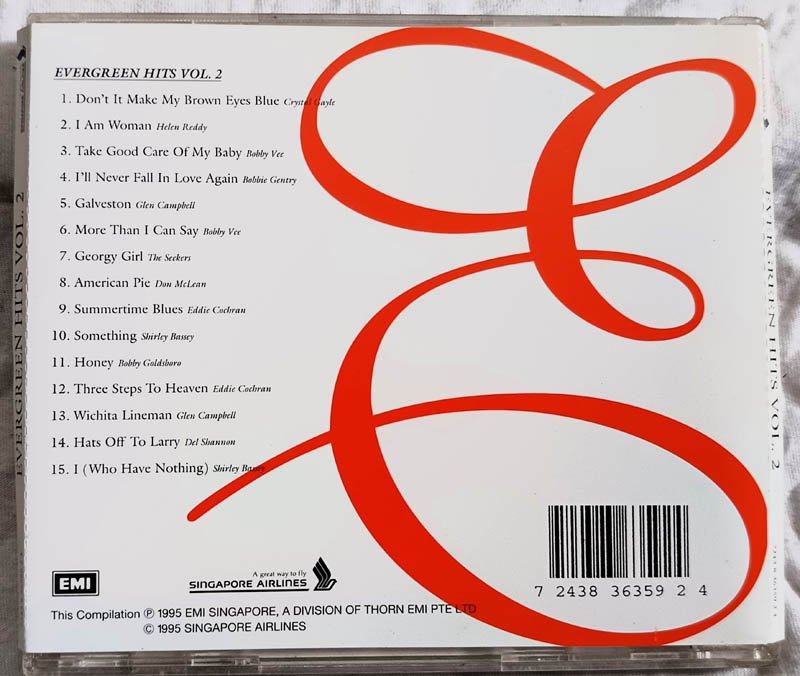 EVERGREEN HITS VOL. 2
1. Don't It Make My Brown Eyes Blue Crystal Gayle
2. I Am Woman Helen Reddy
3. Take Good Care Of My Baby Bobby Vee
4. I'll Never Fall In Love Again Bobbie Gentry
5. Galveston Glen Campbell
6. More Than I Can Say Bobby Vee
7. Georgy Girl The Seekers
8. American Pie Don McLean
9. Summertime Blues Eddie Cochran
10. Something Shirley Bassey
11. Honey Bobby Goldsboro
12. Three Steps To Heaven Eddie Cochran
13. Wichita Lineman Glen Campbell
14. Hats Off To Larry Del Shannon
15. I (Who Have Nothing) Shirley Bassey
EMI
A great way to fly
SINGAPORE AIRLINES
7 24383 63592 4
This Compilation ℗ 1995 EMI SINGAPORE, A DIVISION OF THORN EMI PTE LTD
© 1995 SINGAPORE AIRLINES
EVERGREEN HITS VOL. 2
EVERGREEN HITS VOL. 2